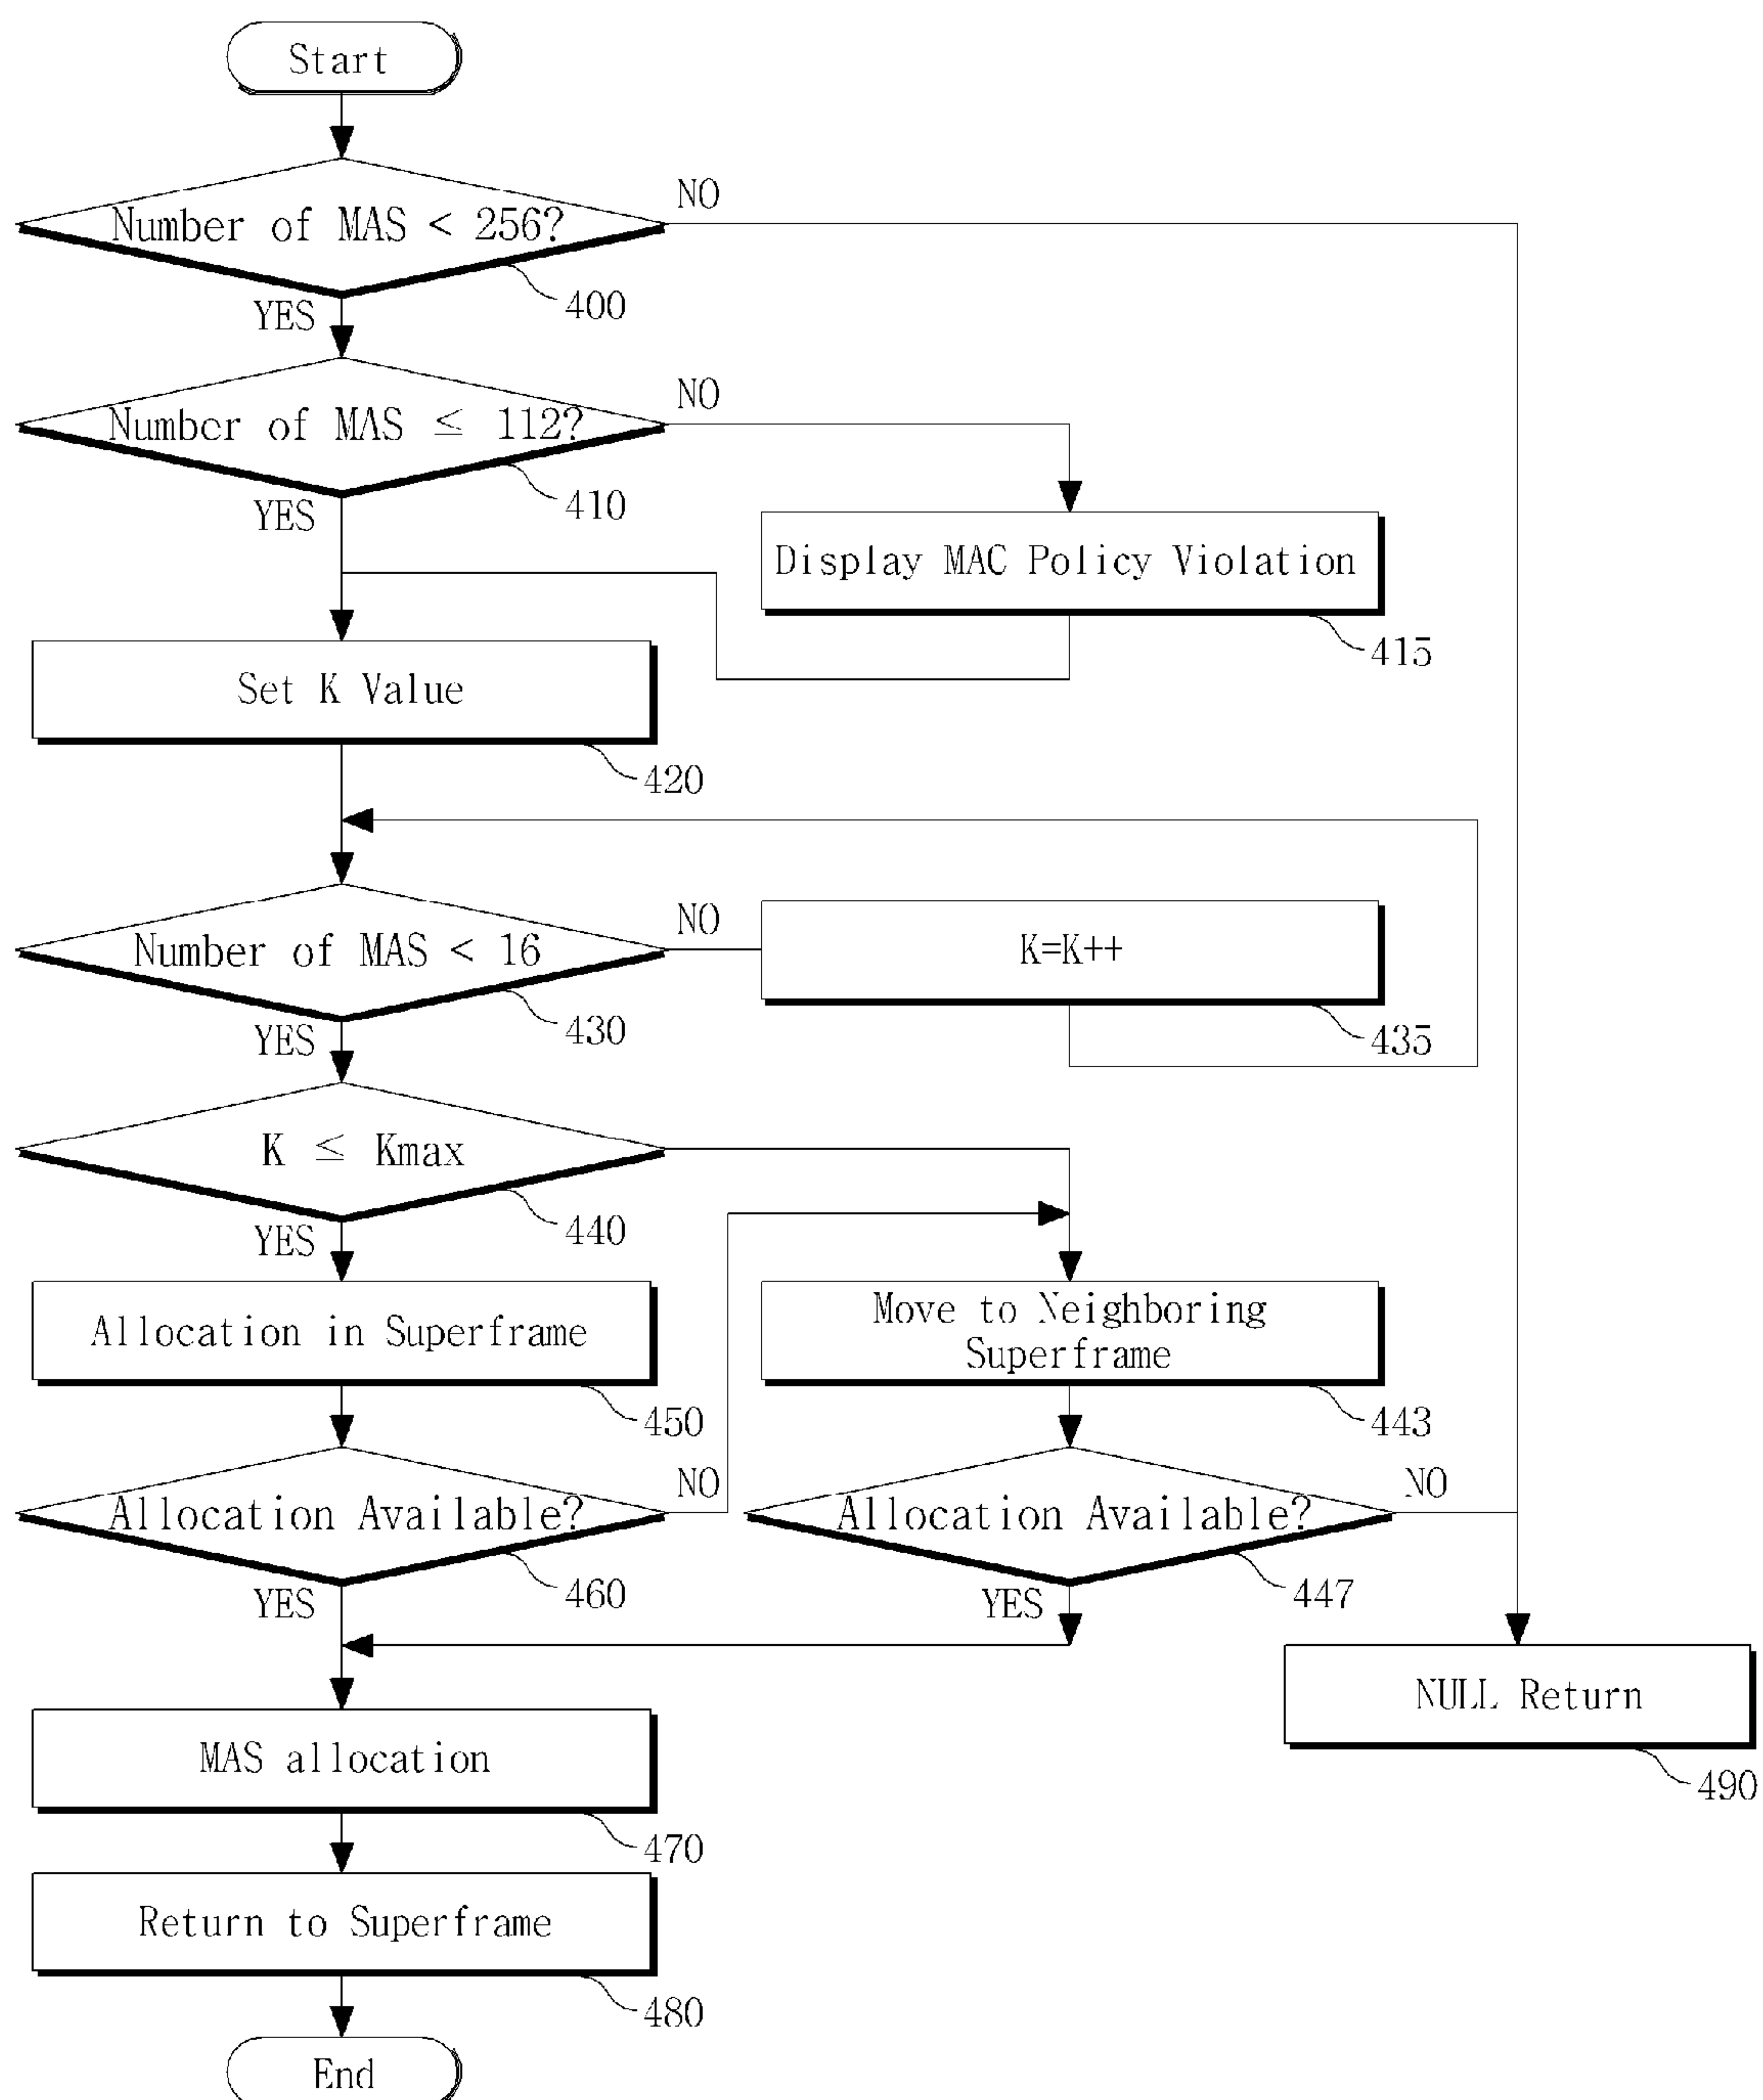 Start
Number of MAS < 256?
NO
400
YES
Number of MAS ≤ 112?
NO
410
YES
Display MAC Policy Violation
415
Set K Value
420
Number of MAS < 16
NO
K=K++
430
435
YES
K ≤ Kmax
440
YES
Allocation in Superframe
450
Move to Neighboring
Superframe
443
Allocation Available?
NO
460
YES
Allocation Available?
NO
447
YES
NULL Return
490
MAS allocation
470
Return to Superframe
480
End